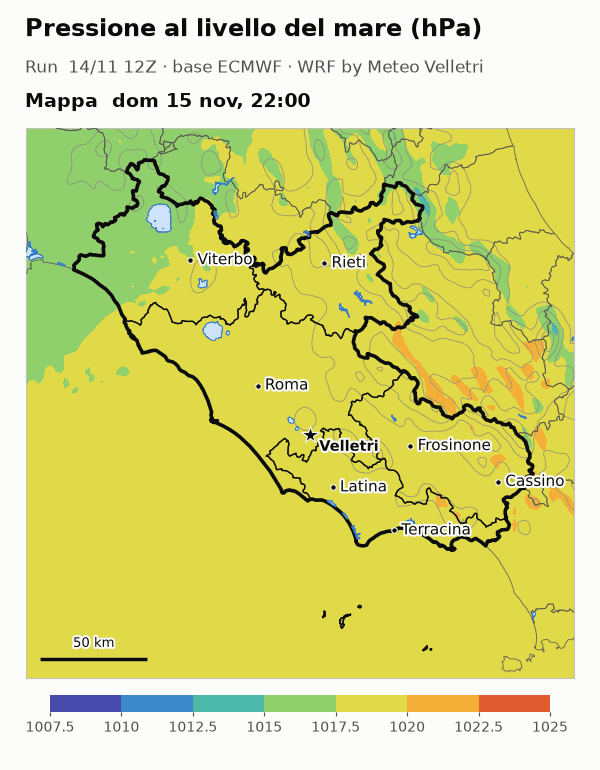 Pressione al livello del mare (hPa)
Run  14/11 12Z · base ECMWF · WRF by Meteo Velletri
Mappa  dom 15 nov, 22:00
Viterbo
Rieti
Roma
Velletri
Frosinone
Cassino
Latina
Terracina
50 km
1007.5 1010 1012.5 1015 1017.5 1020 1022.5 1025